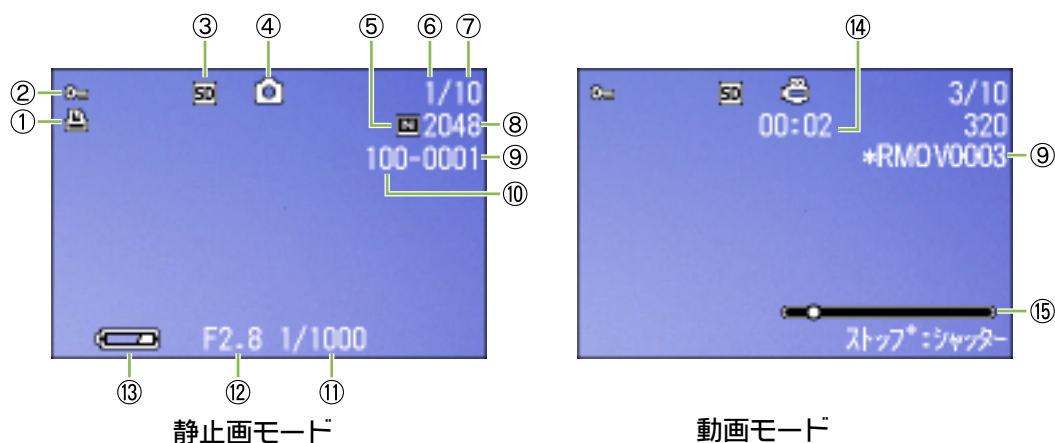 ③ ④ ⑤ ⑥ ⑦ ⑭
② SD 1/10 SD 3/10
① N 2048 ⑧ 00:02 320
100-0001 ⑨ *RMOV0003 ⑨
⑩
⑮
F2.8 1/1000 ストップ:シャッター
⑬ ⑫ ⑪
静止画モード 動画モード